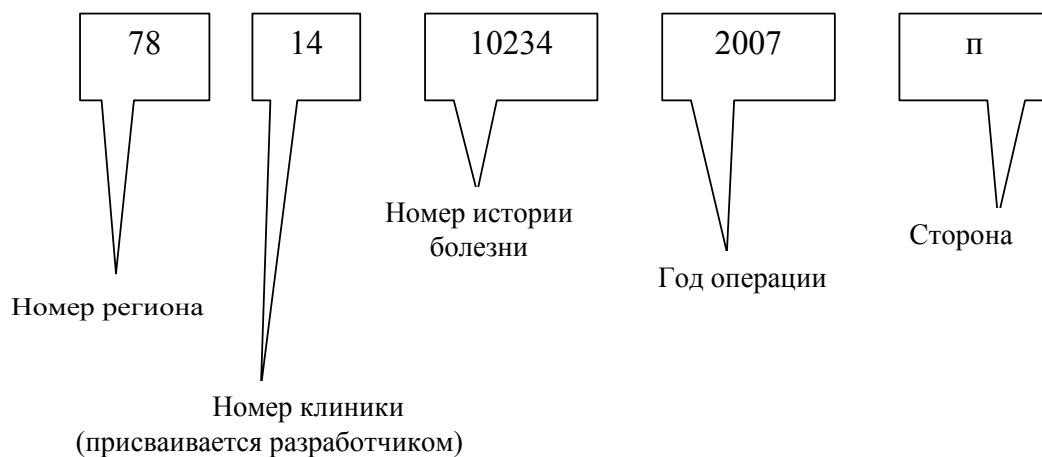 78 14 10234 2007 п
Номер истории
болезни
Сторона
Год операции
Номер региона
Номер клиники
(присваивается разработчиком)